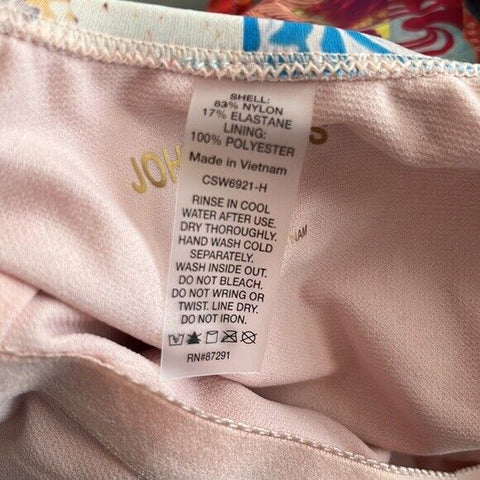 SHELL:
83% NYLON
17% ELASTANE
LINING:
100% POLYESTER
Made in Vietnam
CSW6921-H
RINSE IN COOL
WATER AFTER USE.
DRY THOROUGHLY.
HAND WASH COLD
SEPARATELY.
WASH INSIDE OUT.
DO NOT BLEACH.
DO NOT WRING OR
TWIST. LINE DRY.
DO NOT IRON.
RN#87291
JOH
S